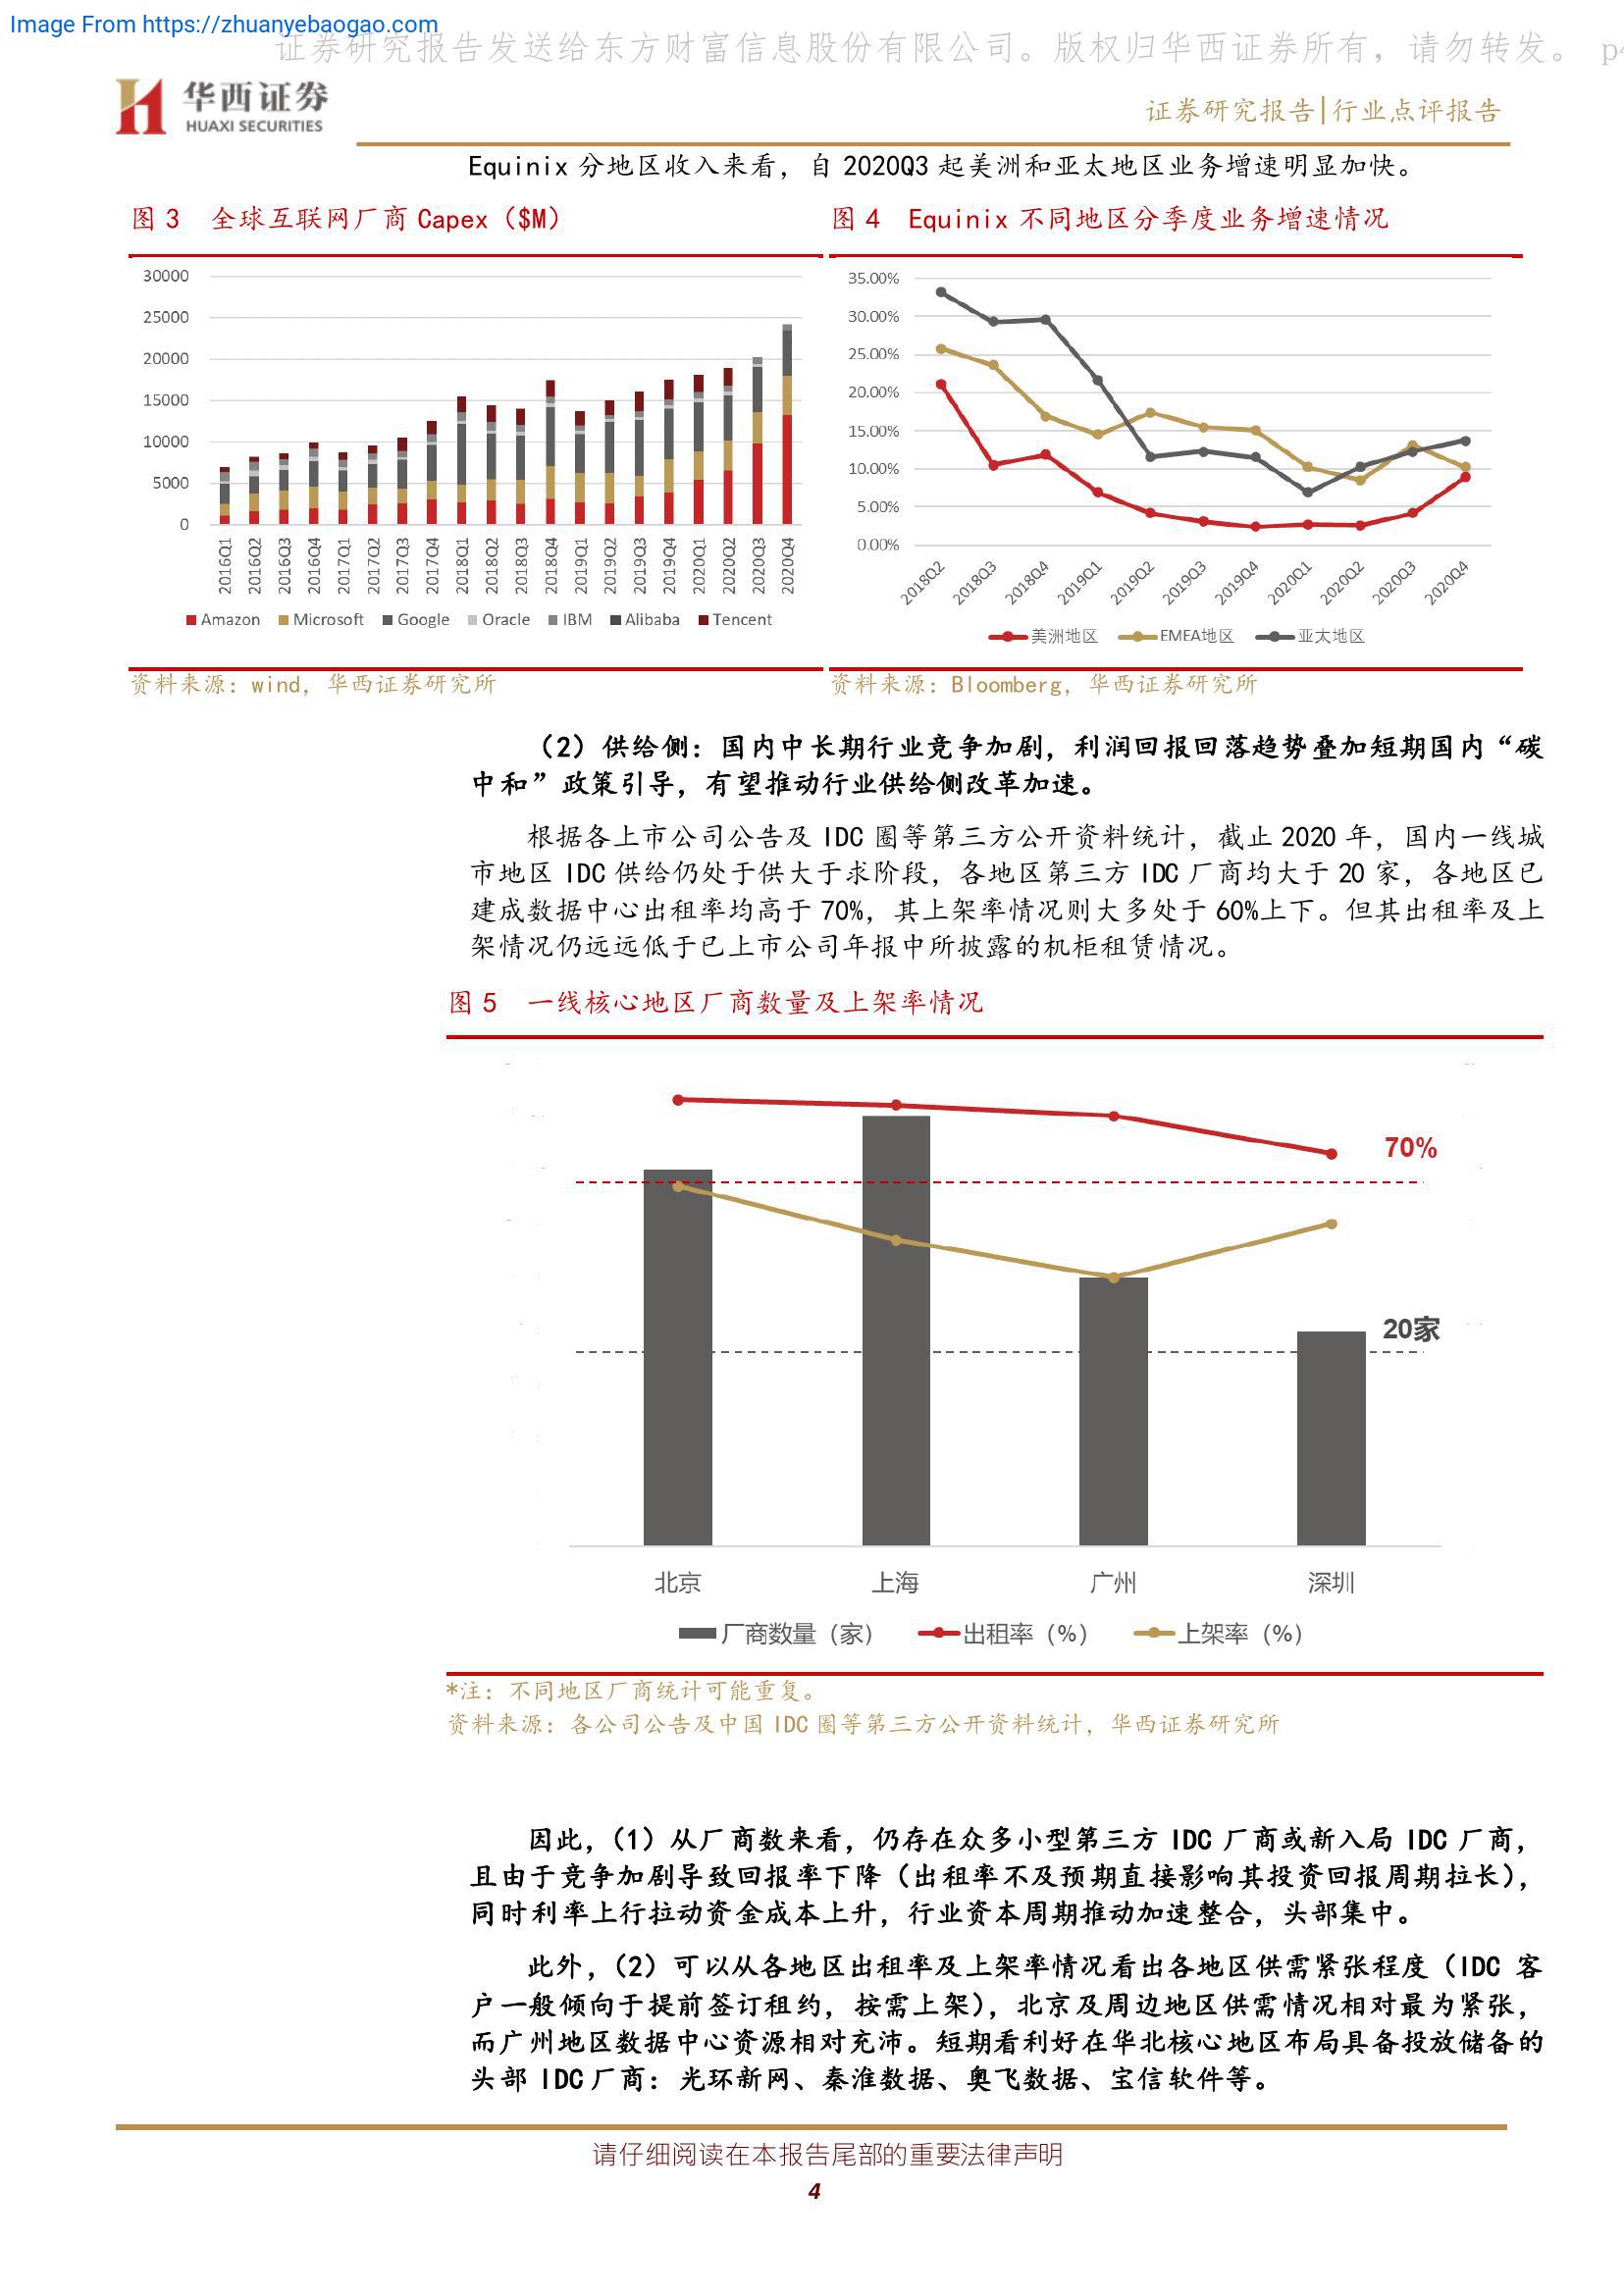 Image From https://zhuanyebaogao.com
证券研究报告发送给东方财富信息股份有限公司。版权归华西证券所有，请勿转发。 p4
华西证券
HUAXI SECURITIES
证券研究报告|行业点评报告
Equinix 分地区收入来看，自 2020Q3 起美洲和亚太地区业务增速明显加快。
图 3 全球互联网厂商 Capex（$M）
30000
25000
20000
15000
10000
5000
0
2016Q1 2016Q2 2016Q3 2016Q4 2017Q1 2017Q2 2017Q3 2017Q4 2018Q1 2018Q2 2018Q3 2018Q4 2019Q1 2019Q2 2019Q3 2019Q4 2020Q1 2020Q2 2020Q3 2020Q4
Amazon Microsoft Google Oracle IBM Alibaba Tencent
资料来源：wind，华西证券研究所
图 4 Equinix 不同地区分季度业务增速情况
35.00%
30.00%
25.00%
20.00%
15.00%
10.00%
5.00%
0.00%
2018Q2 2018Q3 2018Q4 2019Q1 2019Q2 2019Q3 2019Q4 2020Q1 2020Q2 2020Q3 2020Q4
美洲地区 EMEA地区 亚太地区
资料来源：Bloomberg，华西证券研究所
（2）供给侧：国内中长期行业竞争加剧，利润回报回落趋势叠加短期国内“碳
中和”政策引导，有望推动行业供给侧改革加速。
根据各上市公司公告及 IDC 圈等第三方公开资料统计，截止 2020 年，国内一线城
市地区 IDC 供给仍处于供大于求阶段，各地区第三方 IDC 厂商均大于 20 家，各地区已
建成数据中心出租率均高于 70%，其上架率情况则大多处于 60%上下。但其出租率及上
架情况仍远远低于已上市公司年报中所披露的机柜租赁情况。
图 5 一线核心地区厂商数量及上架率情况
70%
20家
北京 上海 广州 深圳
厂商数量（家） 出租率（%） 上架率（%）
*注：不同地区厂商统计可能重复。
资料来源：各公司公告及中国 IDC 圈等第三方公开资料统计，华西证券研究所
因此，（1）从厂商数来看，仍存在众多小型第三方 IDC 厂商或新入局 IDC 厂商，
且由于竞争加剧导致回报率下降（出租率不及预期直接影响其投资回报周期拉长），
同时利率上行拉动资金成本上升，行业资本周期推动加速整合，头部集中。
此外，（2）可以从各地区出租率及上架率情况看出各地区供需紧张程度（IDC 客
户一般倾向于提前签订租约，按需上架），北京及周边地区供需情况相对最为紧张，
而广州地区数据中心资源相对充沛。短期看利好在华北核心地区布局具备投放储备的
头部 IDC 厂商：光环新网、秦淮数据、奥飞数据、宝信软件等。
请仔细阅读在本报告尾部的重要法律声明
4